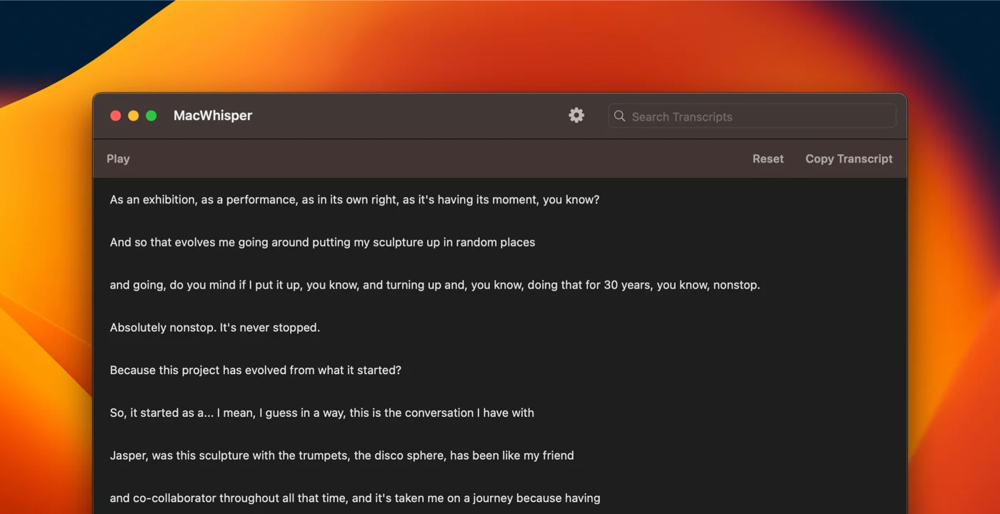 MacWhisper
Search Transcripts
Play
Reset
Copy Transcript
As an exhibition, as a performance, as in its own right, as it's having its moment, you know?
And so that evolves me going around putting my sculpture up in random places
and going, do you mind if I put it up, you know, and turning up and, you know, doing that for 30 years, you know, nonstop.
Absolutely nonstop. It's never stopped.
Because this project has evolved from what it started?
So, it started as a... I mean, I guess in a way, this is the conversation I have with
Jasper, was this sculpture with the trumpets, the disco sphere, has been like my friend
and co-collaborator throughout all that time, and it's taken me on a journey because having